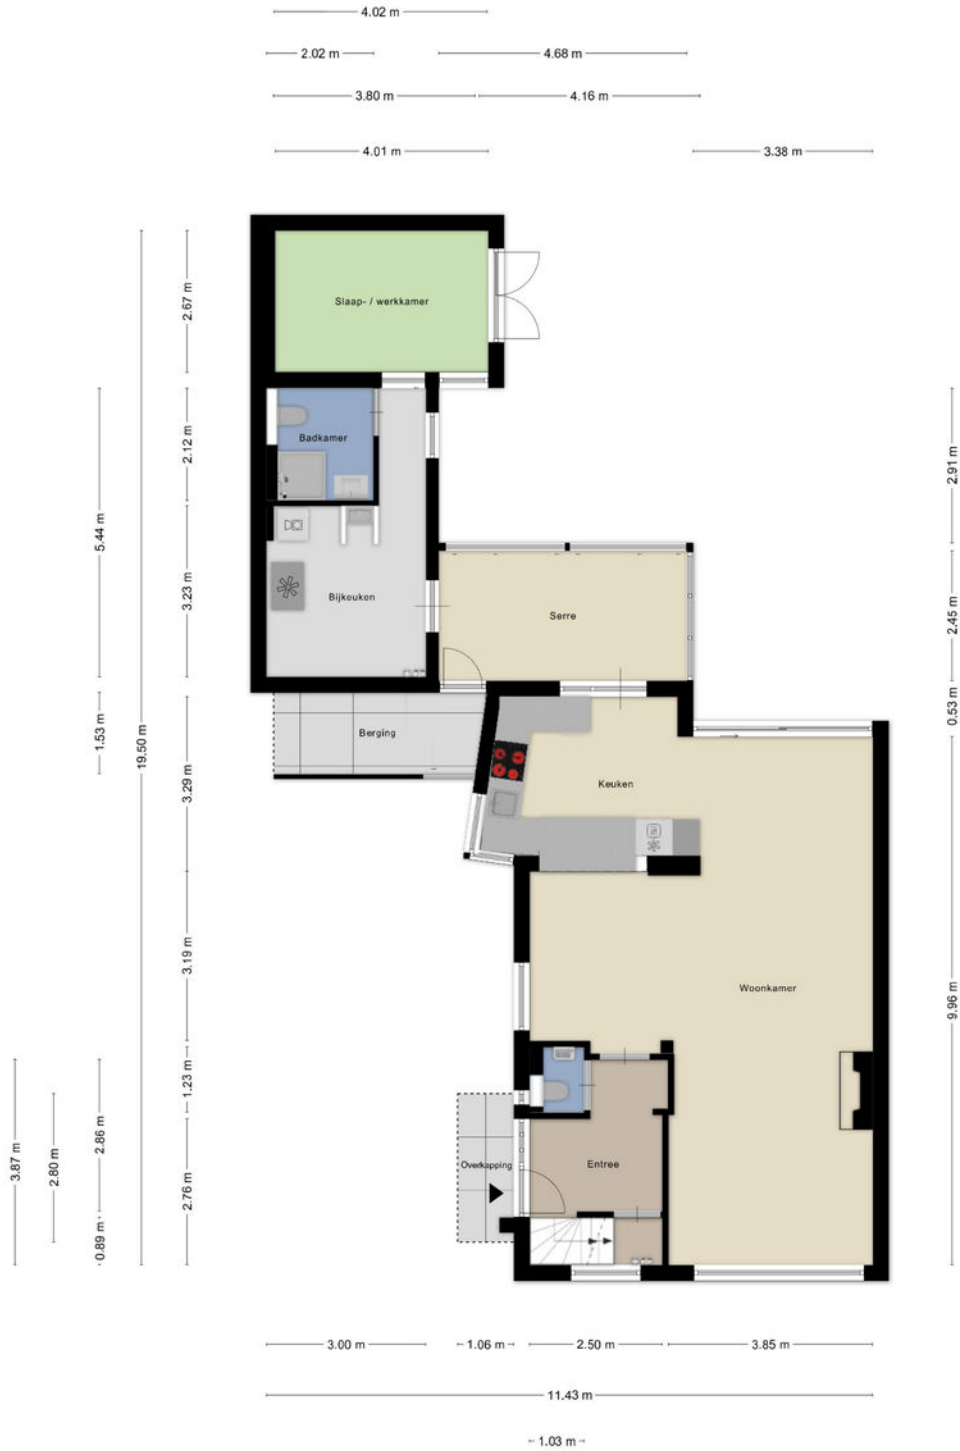 4.02 m
2.02 m
4.68 m
3.80 m
4.16 m
4.01 m
3.38 m
Slaap- / werkkamer
2.67 m
Badkamer
2.12 m
2.91 m
5.44 m
Bijkeuken
3.23 m
Serre
2.45 m
0.53 m
1.53 m
19.50 m
Berging
3.29 m
Keuken
3.19 m
Woonkamer
9.96 m
1.23 m
3.87 m
2.80 m
2.86 m
0.89 m
2.76 m
Overkapping
Entree
3.00 m
1.06 m
2.50 m
3.85 m
11.43 m
1.03 m